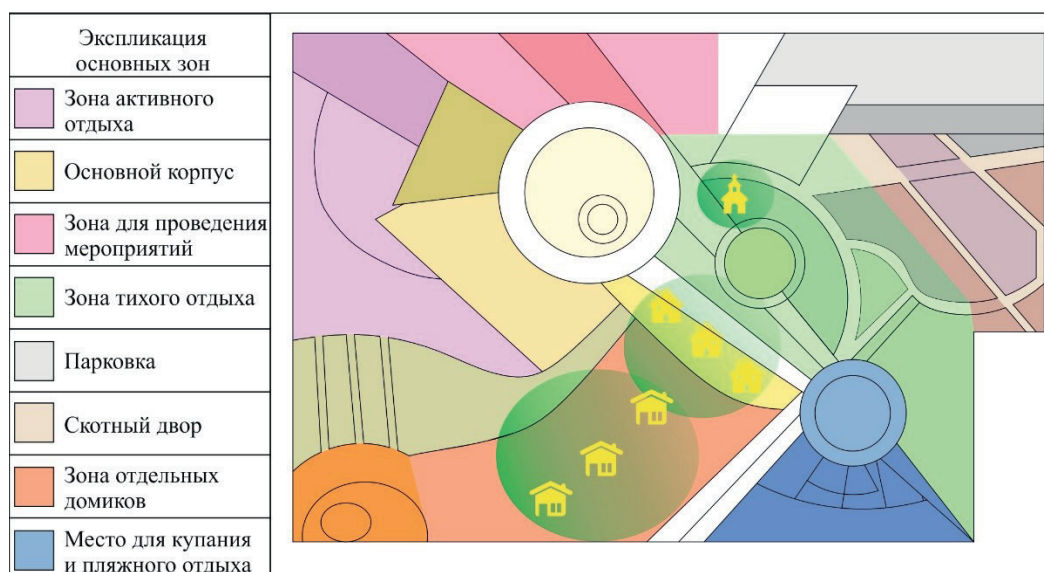 Экспликация
основных зон
Зона активного
отдыха
Основной корпус
Зона для проведения
мероприятий
Зона тихого отдыха
Парковка
Скотный двор
Зона отдельных
домиков
Место для купания
и пляжного отдыха